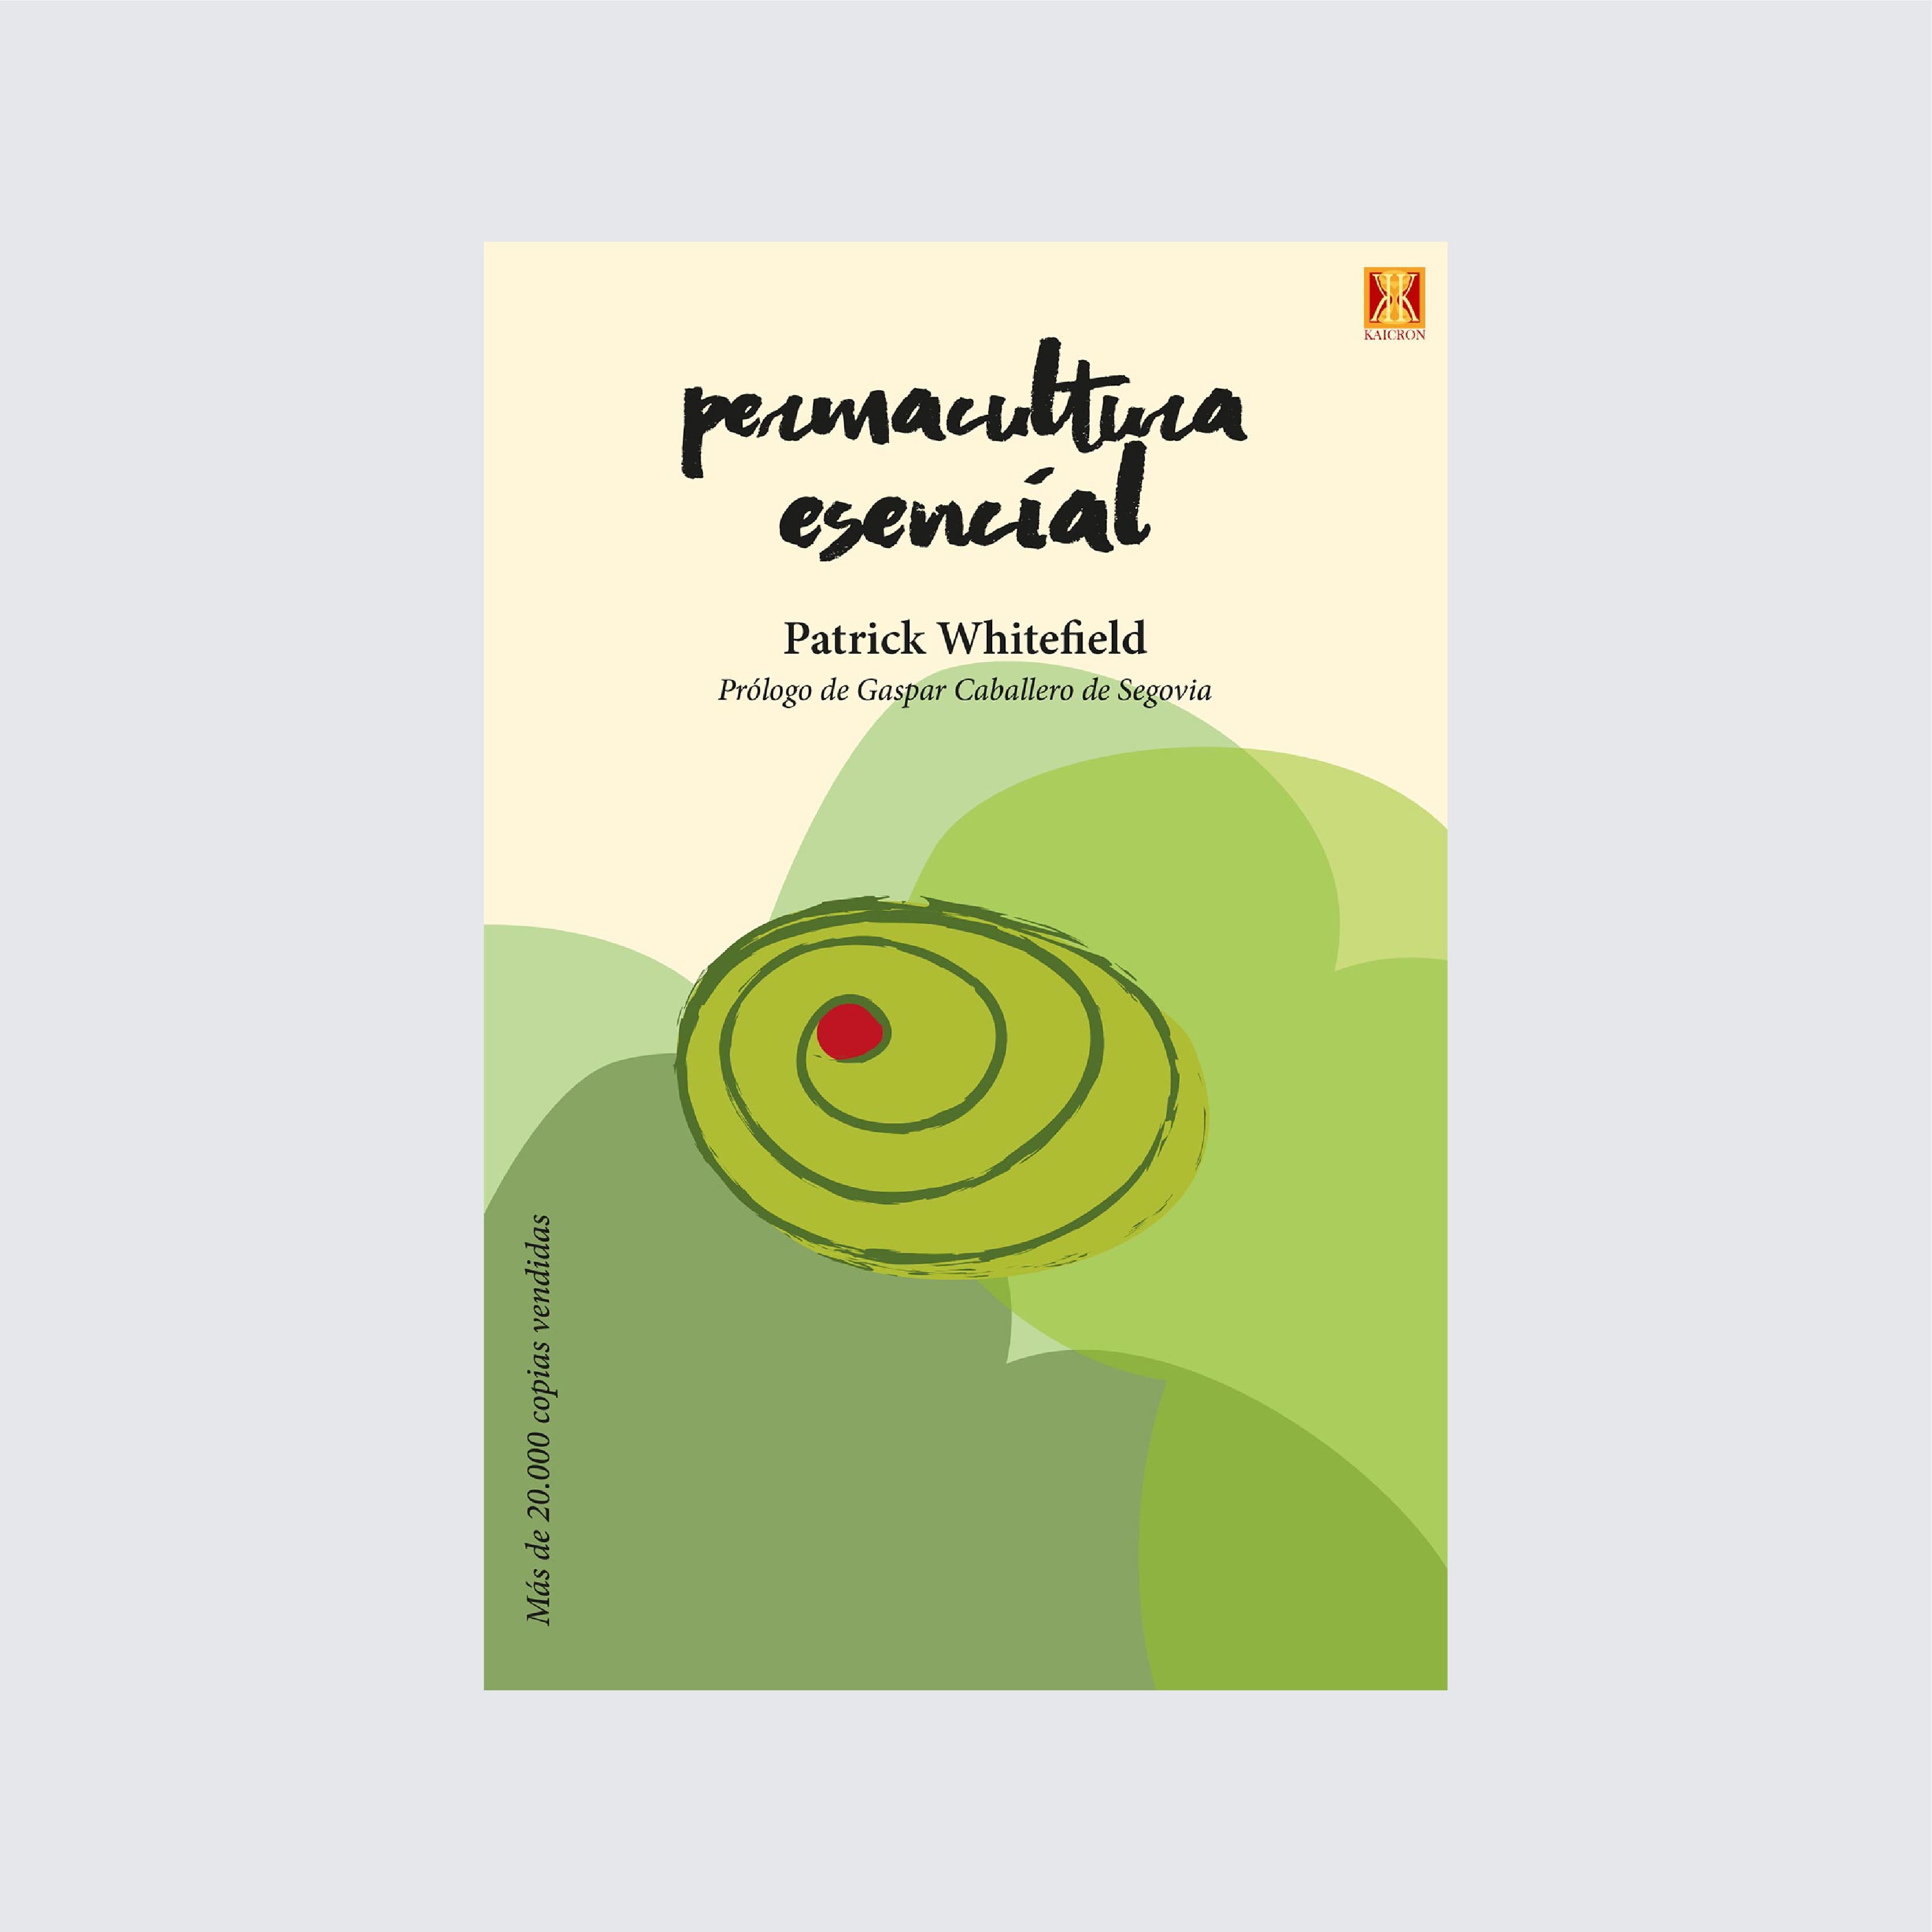 KAICRON
permacultura
esencial
Patrick Whitefield
Prólogo de Gaspar Caballero de Segovia
Más de 20.000 copias vendidas